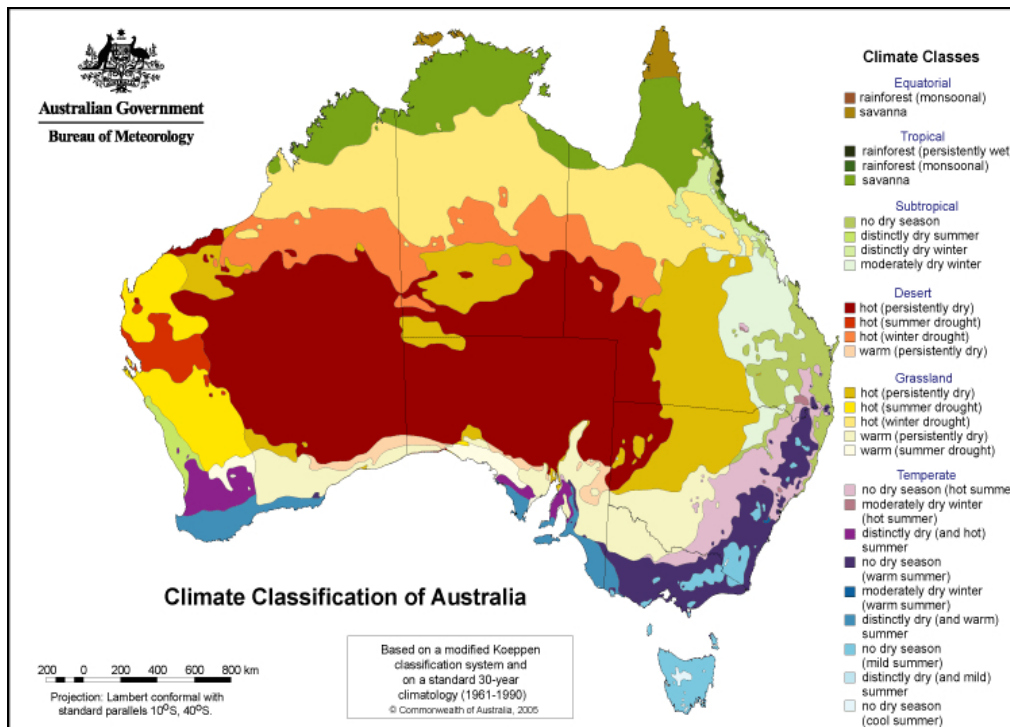 Australian Government
Bureau of Meteorology
Climate Classification of Australia
200 0 200 400 600 800 km
Projection: Lambert conformal with
standard parallels 10°S, 40°S.
Based on a modified Koeppen
classification system and
on a standard 30-year
climatology (1961-1990)
© Commonwealth of Australia, 2005
Climate Classes
Equatorial
rainforest (monsoonal)
savanna
Tropical
rainforest (persistently wet
rainforest (monsoonal)
savanna
Subtropical
no dry season
distinctly dry summer
distinctly dry winter
moderately dry winter
Desert
hot (persistently dry)
hot (summer drought)
hot (winter drought)
warm (persistently dry)
Grassland
hot (persistently dry)
hot (summer drought)
hot (winter drought)
warm (persistently dry)
warm (summer drought)
Temperate
no dry season (hot summe
moderately dry winter
(hot summer)
distinctly dry (and hot)
summer
no dry season
(warm summer)
moderately dry winter
(warm summer)
distinctly dry (and warm)
summer
no dry season
(mild summer)
distinctly dry (and mild)
summer
no dry season
(cool summer)